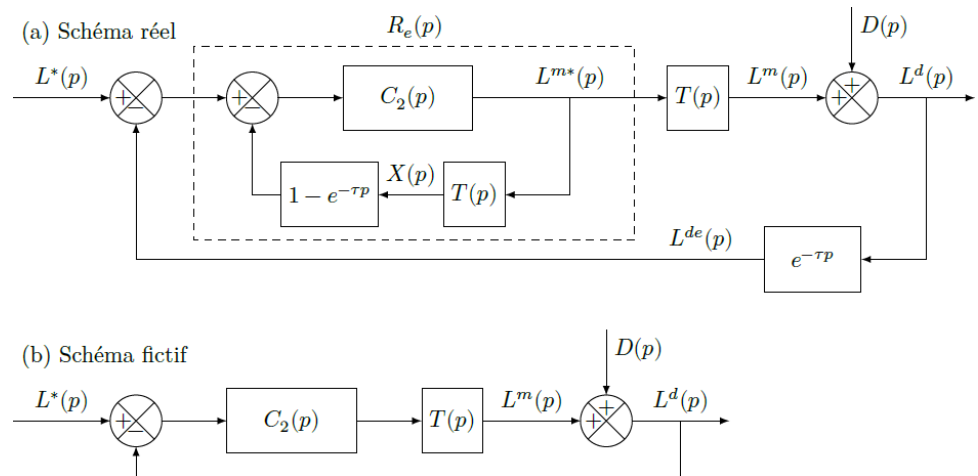 (a) Schéma réel
R_e(p)
D(p)
L^*(p)
L^{m*}(p)
L^m(p)
L^d(p)
+
−
+
−
C_2(p)
T(p)
+
+
X(p)
1 − e^{−τp}
T(p)
L^{de}(p)
e^{−τp}
(b) Schéma fictif
D(p)
L^*(p)
L^m(p)
L^d(p)
+
−
C_2(p)
T(p)
+
+